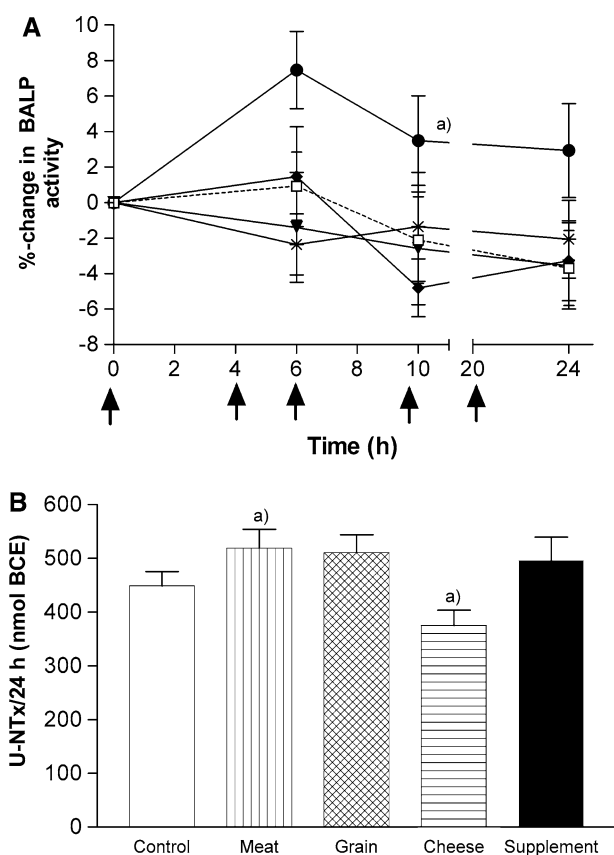 A
%-change in BALP
activity
10
8
6
4
2
0
-2
-4
-6
-8
a)
0 2 4 6 8 10 20 24
Time (h)
B
U-NTx/24 h (nmol BCE)
600
500
400
300
200
100
0
a)
a)
Control Meat Grain Cheese Supplement